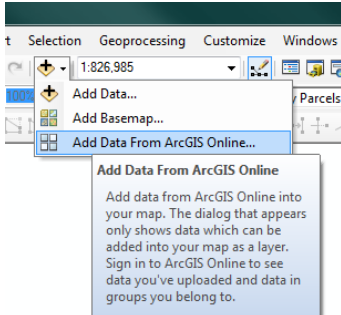 t Selection Geoprocessing Customize Windows
1:826,985
100%
Add Data...
Parcels
Add Basemap...
Add Data From ArcGIS Online...
Add Data From ArcGIS Online
Add data from ArcGIS Online into
your map. The dialog that appears
only shows data which can be
added into your map as a layer.
Sign in to ArcGIS Online to see
data you've uploaded and data in
groups you belong to.